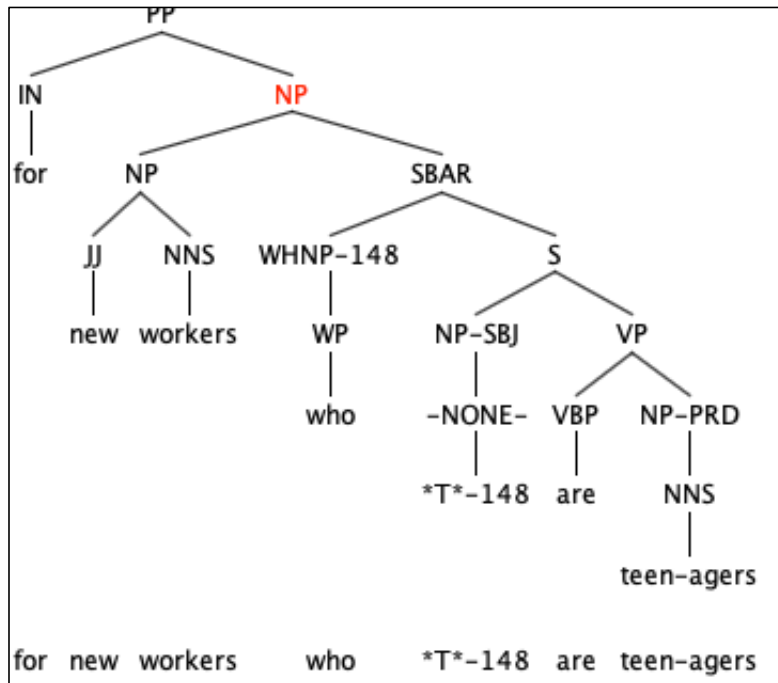 PP
IN NP
for NP SBAR
JJ NNS WHNP-148 S
new workers WP NP-SBJ VP
who -NONE- VBP NP-PRD
*T*-148 are NNS
teen-agers
for new workers who *T*-148 are teen-agers